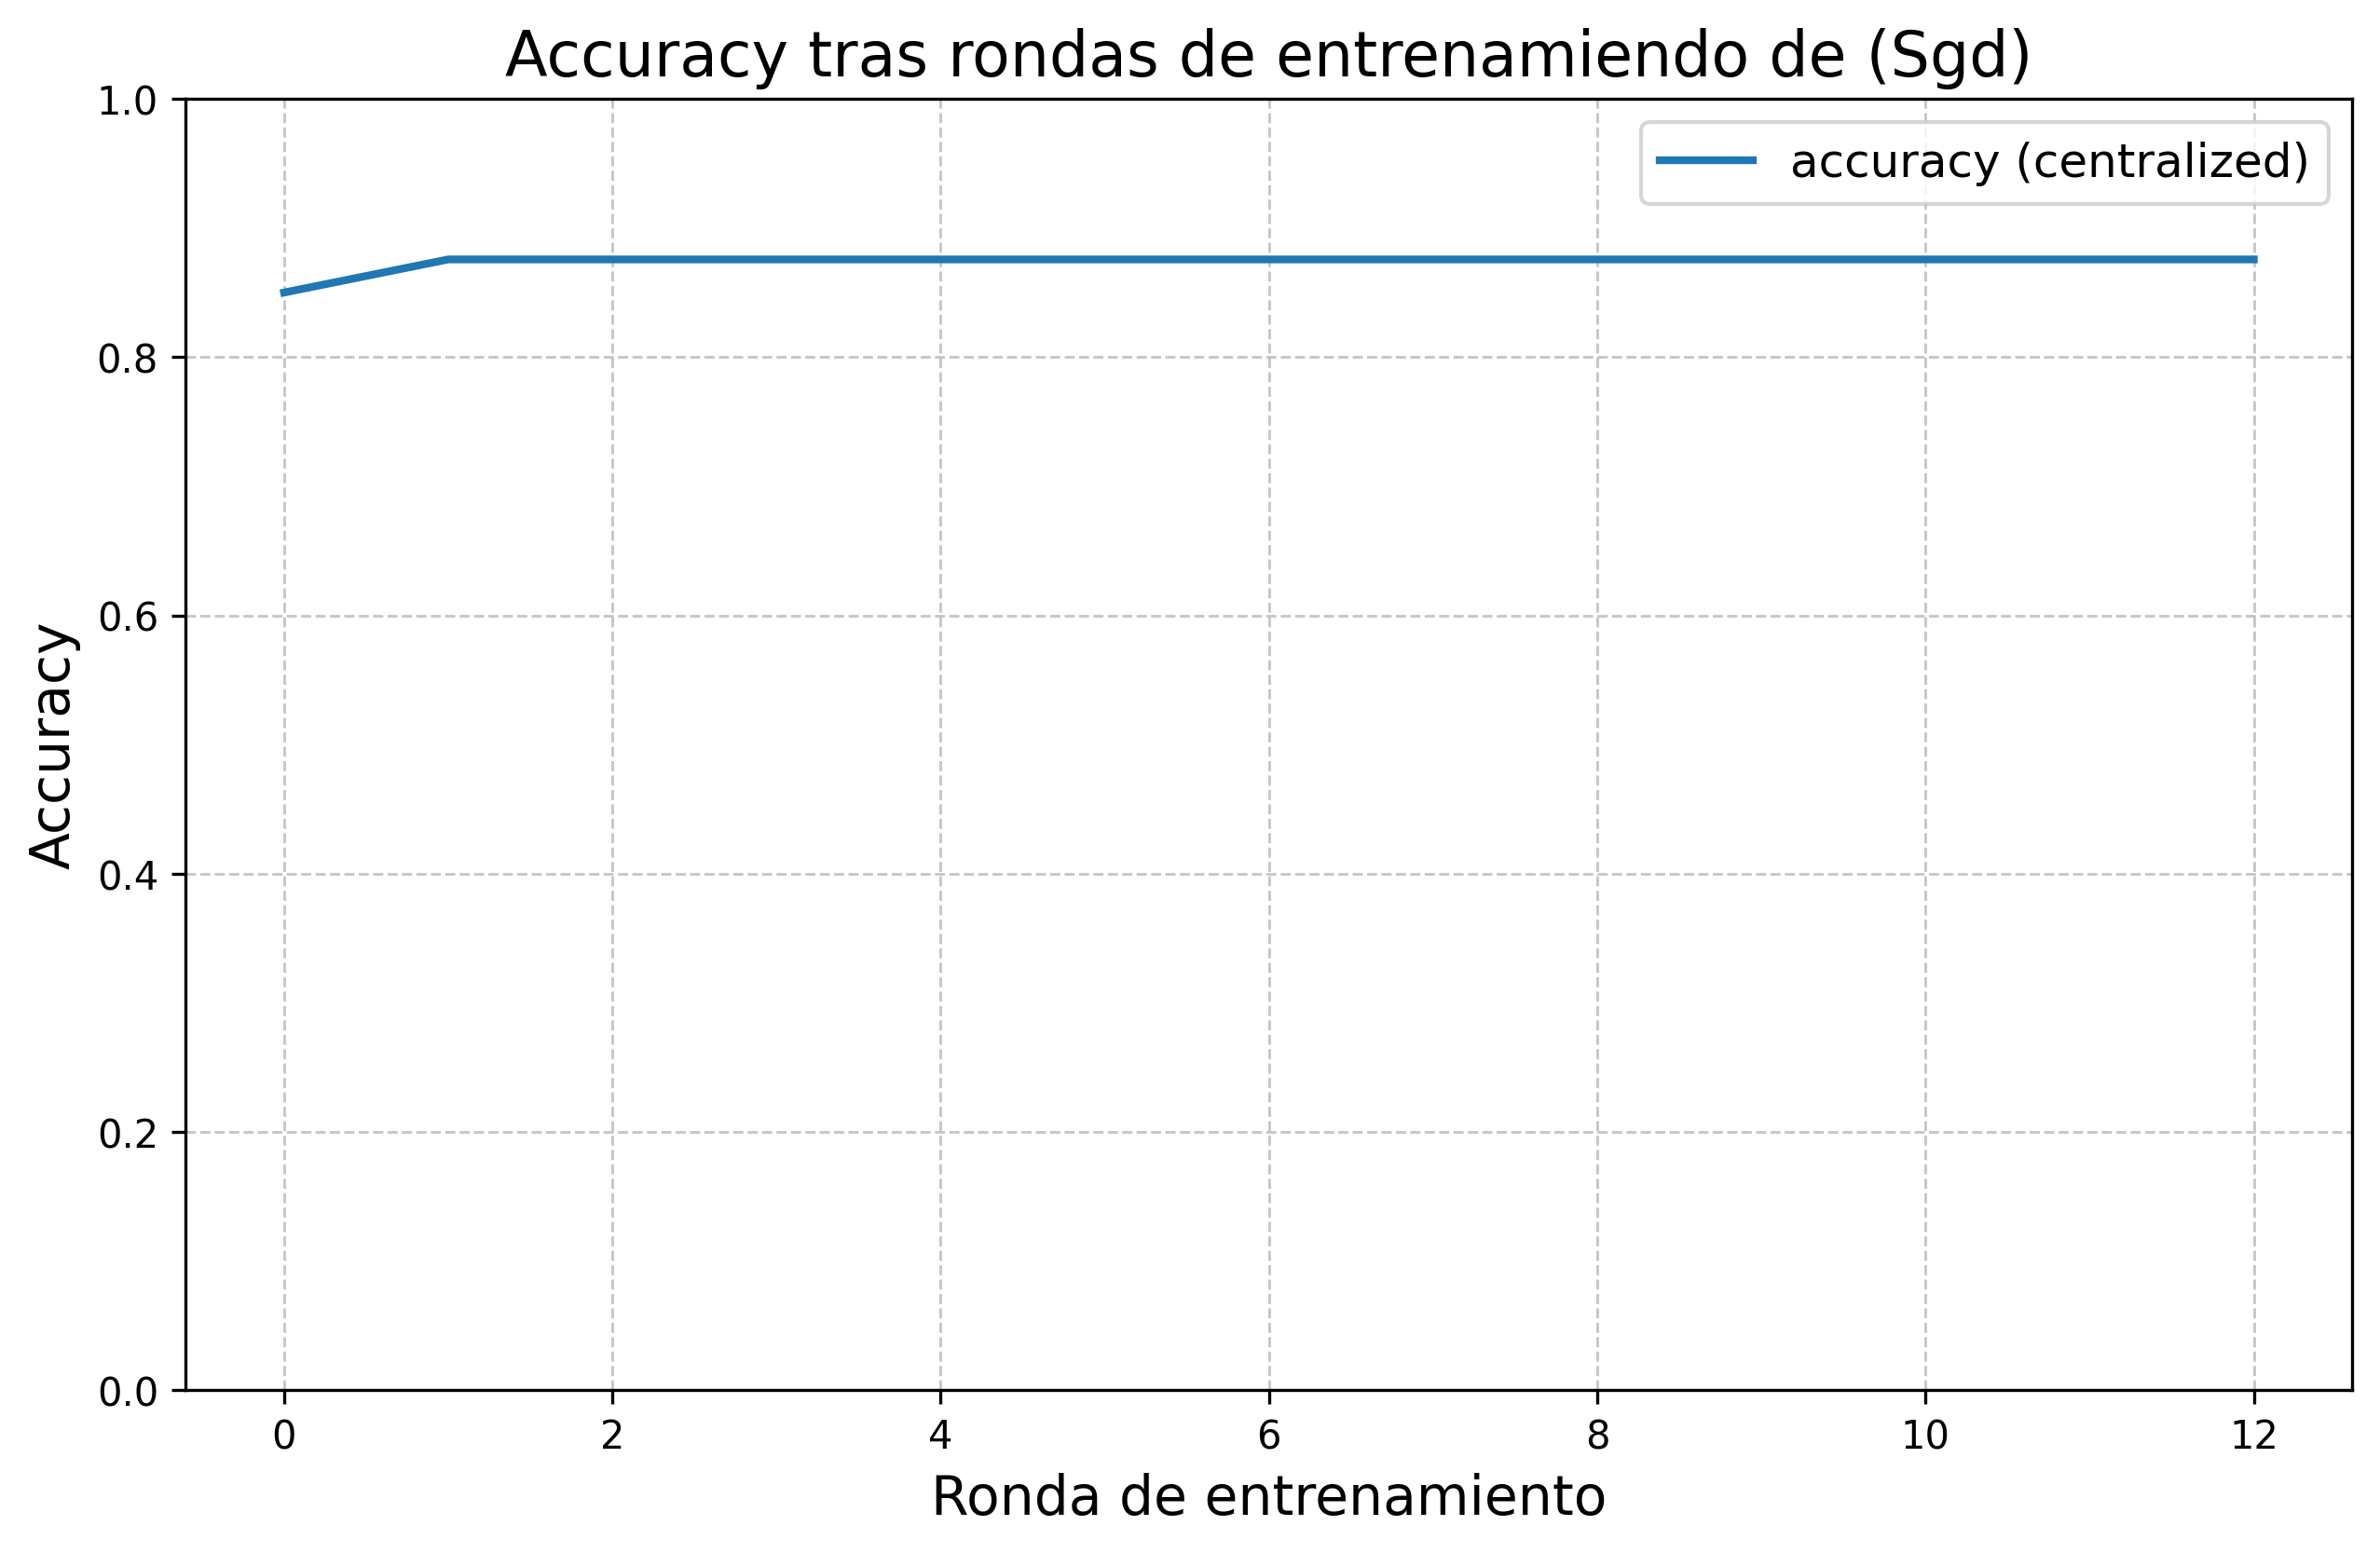 Accuracy tras rondas de entrenamiendo de (Sgd)
accuracy (centralized)
1.0
0.8
0.6
0.4
0.2
0.0
Accuracy
0 2 4 6 8 10 12
Ronda de entrenamiento